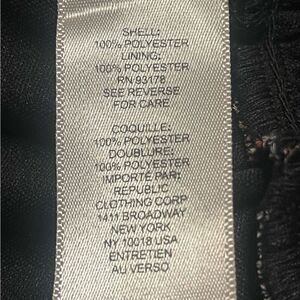 SHELL:
100% POLYESTER
LINING:
100% POLYESTER
RN 93178
SEE REVERSE
FOR CARE
COQUILLE:
100% POLYESTER
DOUBLURE:
100% POLYESTER
IMPORTÉ PAR:
REPUBLIC
CLOTHING CORP
1411 BROADWAY
NEW YORK
NY 10018 USA
ENTRETIEN
AU VERSO